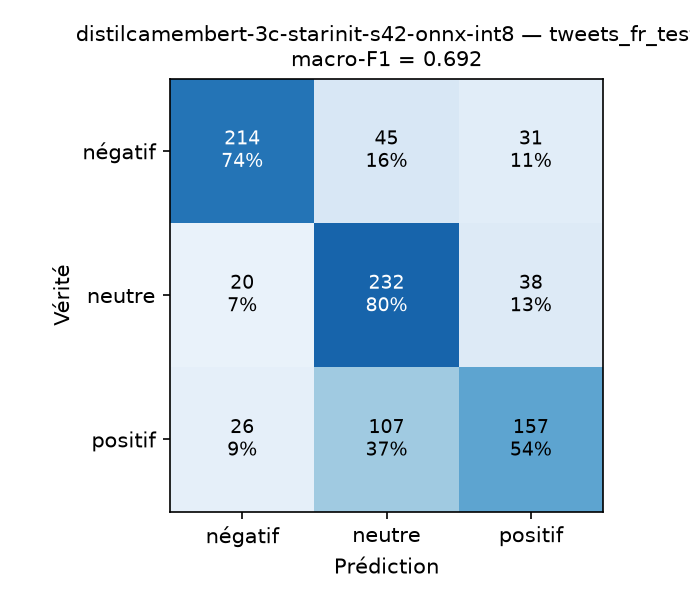 distilcamembert-3c-starinit-s42-onnx-int8 — tweets_fr_tes
macro-F1 = 0.692
négatif
214
74%
45
16%
31
11%
Vérité
neutre
20
7%
232
80%
38
13%
positif
26
9%
107
37%
157
54%
négatif
neutre
positif
Prédiction